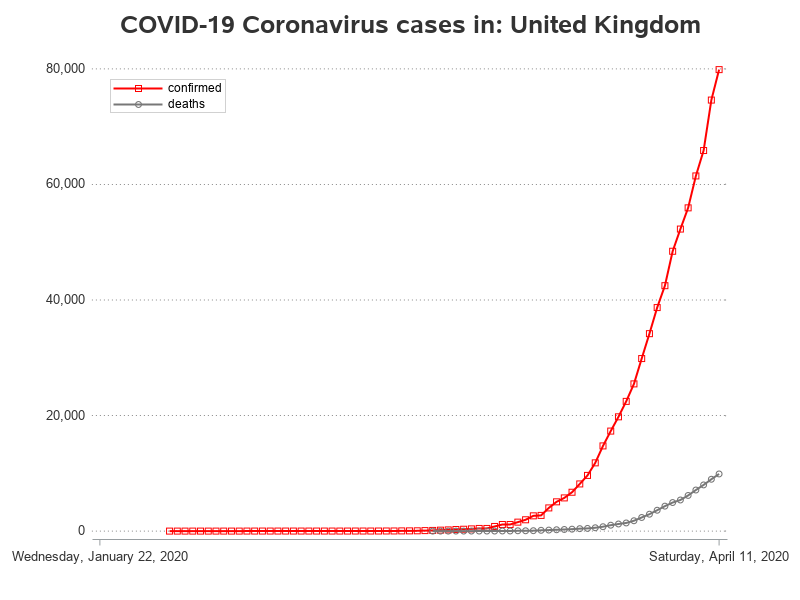 COVID-19 Coronavirus cases in: United Kingdom
80,000
confirmed
deaths
60,000
40,000
20,000
0
Wednesday, January 22, 2020
Saturday, April 11, 2020